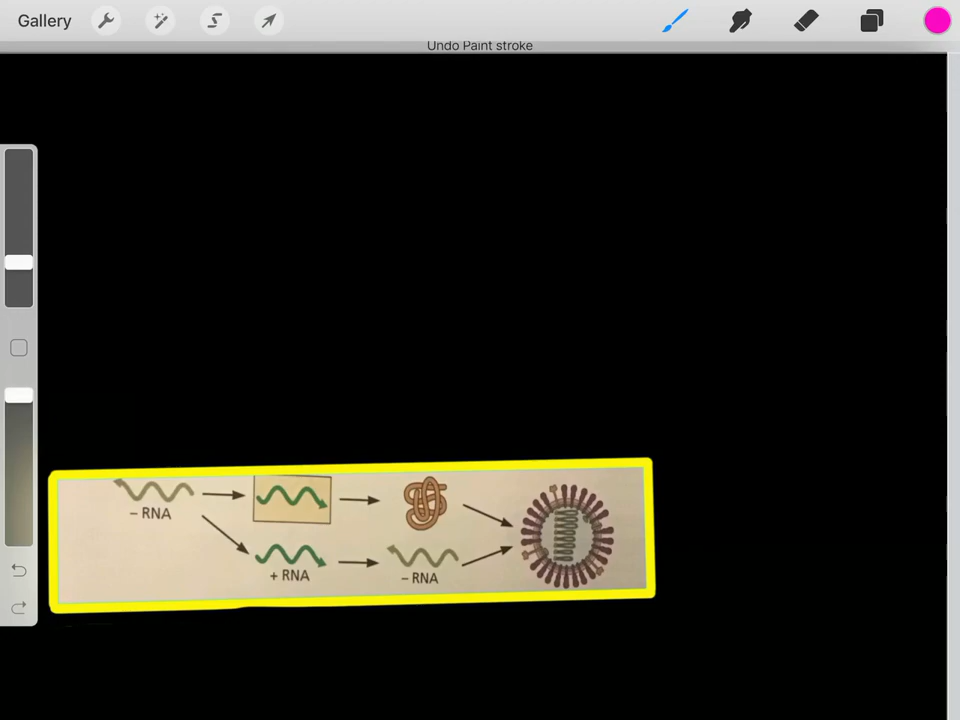 Gallery
Undo Paint stroke
– RNA
+ RNA
– RNA